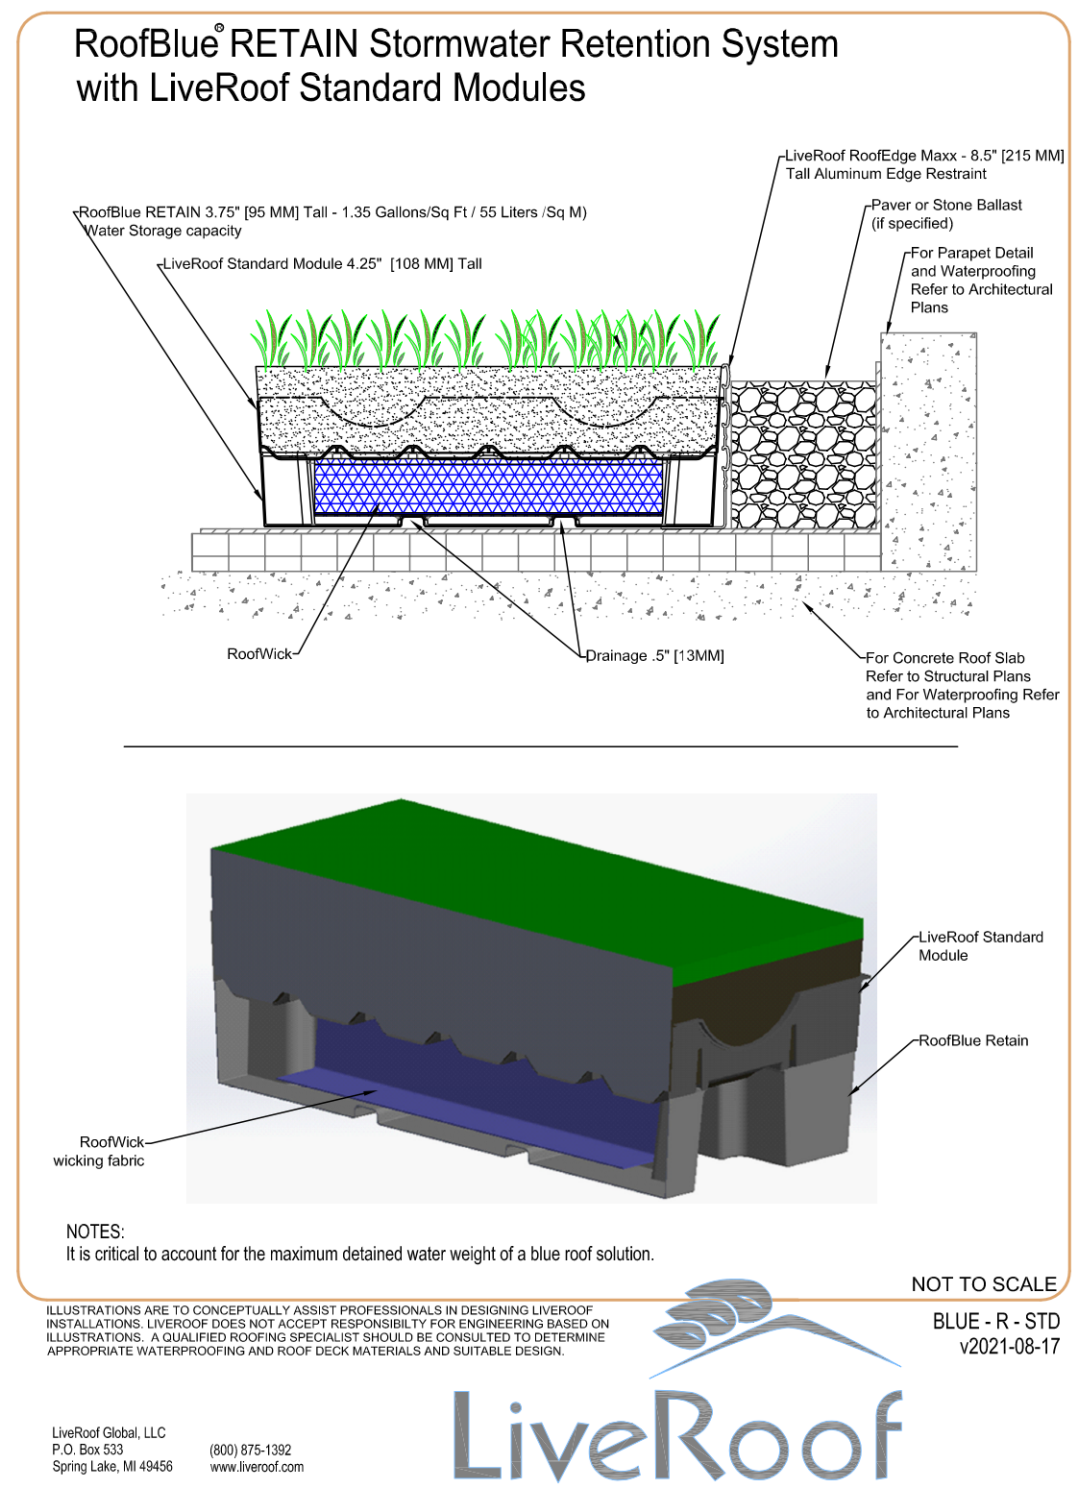 RoofBlue® RETAIN Stormwater Retention System
with LiveRoof Standard Modules
LiveRoof RoofEdge Maxx - 8.5" [215 MM]
Tall Aluminum Edge Restraint
RoofBlue RETAIN 3.75" [95 MM] Tall - 1.35 Gallons/Sq Ft / 55 Liters /Sq M)
Water Storage capacity
Paver or Stone Ballast
(if specified)
LiveRoof Standard Module 4.25" [108 MM] Tall
For Parapet Detail
and Waterproofing
Refer to Architectural
Plans
RoofWick
Drainage .5" [13MM]
For Concrete Roof Slab
Refer to Structural Plans
and For Waterproofing Refer
to Architectural Plans
LiveRoof Standard
Module
RoofBlue Retain
RoofWick
wicking fabric
NOTES:
It is critical to account for the maximum detained water weight of a blue roof solution.
NOT TO SCALE
ILLUSTRATIONS ARE TO CONCEPTUALLY ASSIST PROFESSIONALS IN DESIGNING LIVEROOF
INSTALLATIONS. LIVEROOF DOES NOT ACCEPT RESPONSIBILTY FOR ENGINEERING BASED ON
ILLUSTRATIONS. A QUALIFIED ROOFING SPECIALIST SHOULD BE CONSULTED TO DETERMINE
APPROPRIATE WATERPROOFING AND ROOF DECK MATERIALS AND SUITABLE DESIGN.
BLUE - R - STD
v2021-08-17
LiveRoof Global, LLC
P.O. Box 533
Spring Lake, MI 49456
(800) 875-1392
www.liveroof.com
LiveRoof